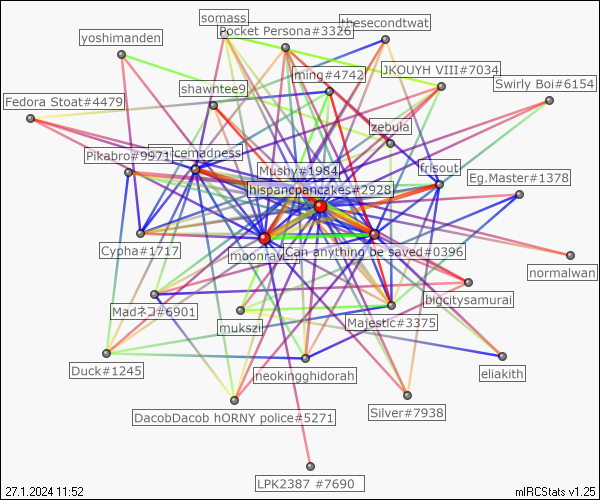 somass
thesecondtwat
Pocket Persona#3326
yoshimanden
JKOUYH VIII#7034
ming#4742
Swirly Boi#6154
shawntee9
Fedora Stoat#4479
zebula
icemadness
Pikabro#9971
Mushy#1984
frisout
Eg.Master#1378
hispanicpancakes#2928
Cypha#1717
moonraven
Can anything be saved#0396
normalwan
bigcitysamurai
Madネコ#6901
Majestic#3375
mukszi
Duck#1245
neokingghidorah
eliakith
DacobDacob hORNY police#5271
Silver#7938
LPK2387 #7690
27.1.2024 11:52
mIRCStats v1.25